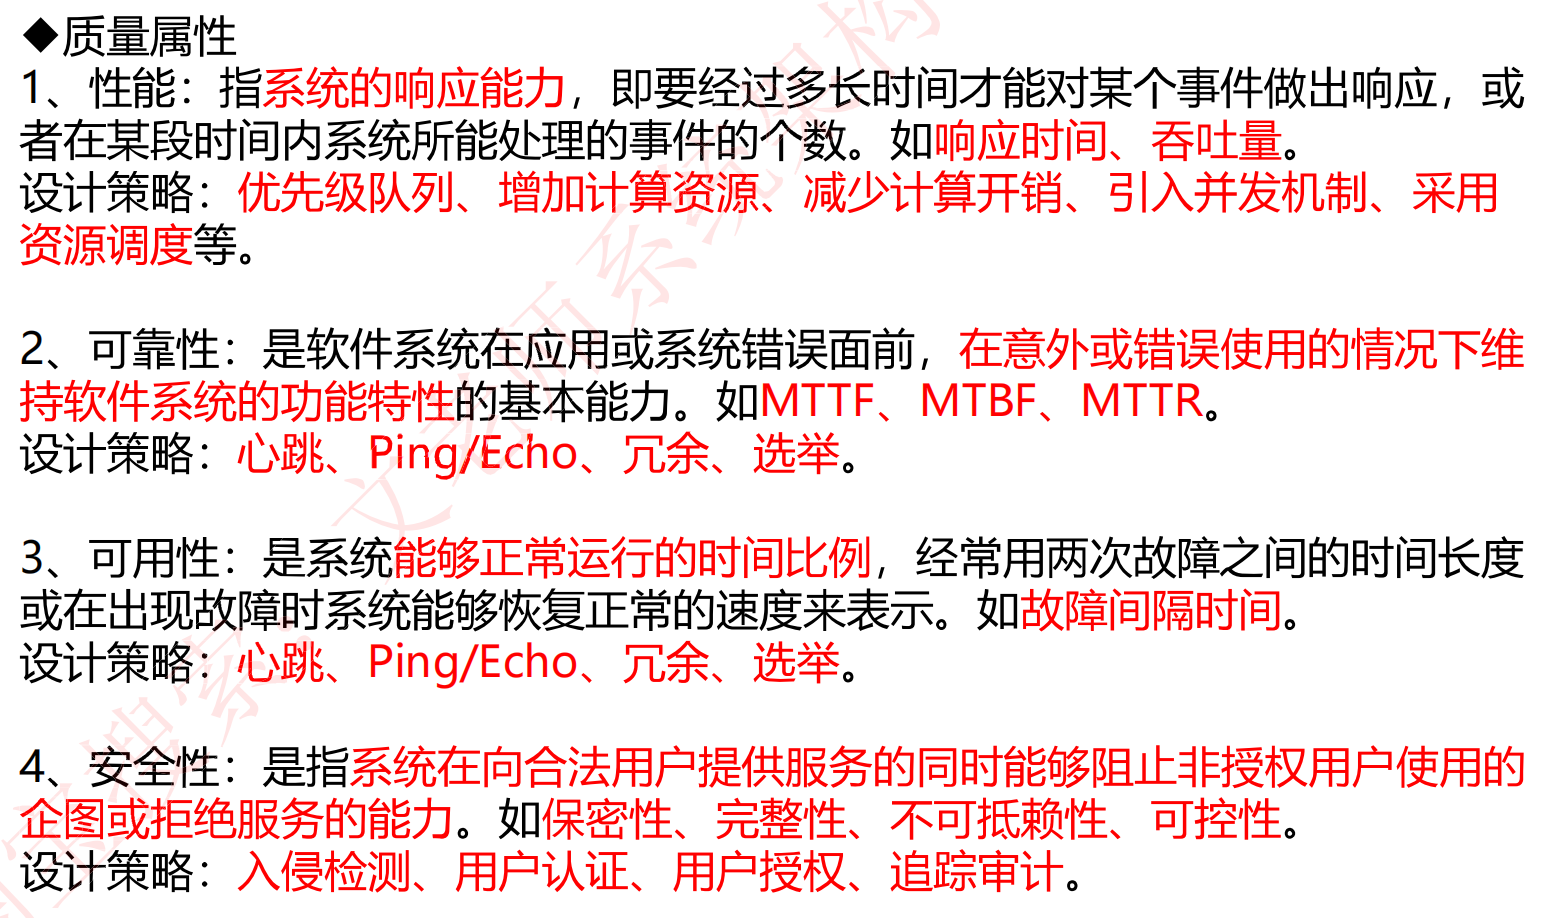 ◆质量属性
1、性能：指系统的响应能力，即要经过多长时间才能对某个事件做出响应，或
者在某段时间内系统所能处理的事件的个数。如响应时间、吞吐量。
设计策略：优先级队列、增加计算资源、减少计算开销、引入并发机制、采用
资源调度等。
2、可靠性：是软件系统在应用或系统错误面前，在意外或错误使用的情况下维
持软件系统的功能特性的基本能力。如MTTF、MTBF、MTTR。
设计策略：心跳、Ping/Echo、冗余、选举。
3、可用性：是系统能够正常运行的时间比例，经常用两次故障之间的时间长度
或在出现故障时系统能够恢复正常的速度来表示。如故障间隔时间。
设计策略：心跳、Ping/Echo、冗余、选举。
4、安全性：是指系统在向合法用户提供服务的同时能够阻止非授权用户使用的
企图或拒绝服务的能力。如保密性、完整性、不可抵赖性、可控性。
设计策略：入侵检测、用户认证、用户授权、追踪审计。
宝搜索：文老师系统架构